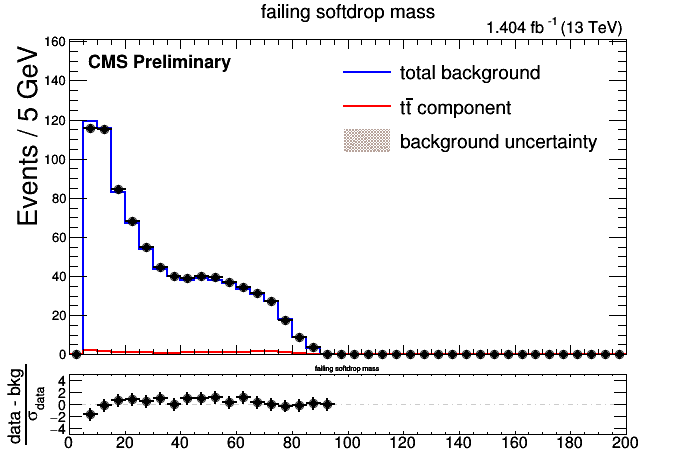 failing softdrop mass
1.404 fb⁻¹ (13 TeV)
CMS Preliminary
total background
tt̄ component
background uncertainty
Events / 5 GeV
160
140
120
100
80
60
40
20
0
failing softdrop mass
data - bkg
σ data
4
2
0
−2
−4
0 20 40 60 80 100 120 140 160 180 200